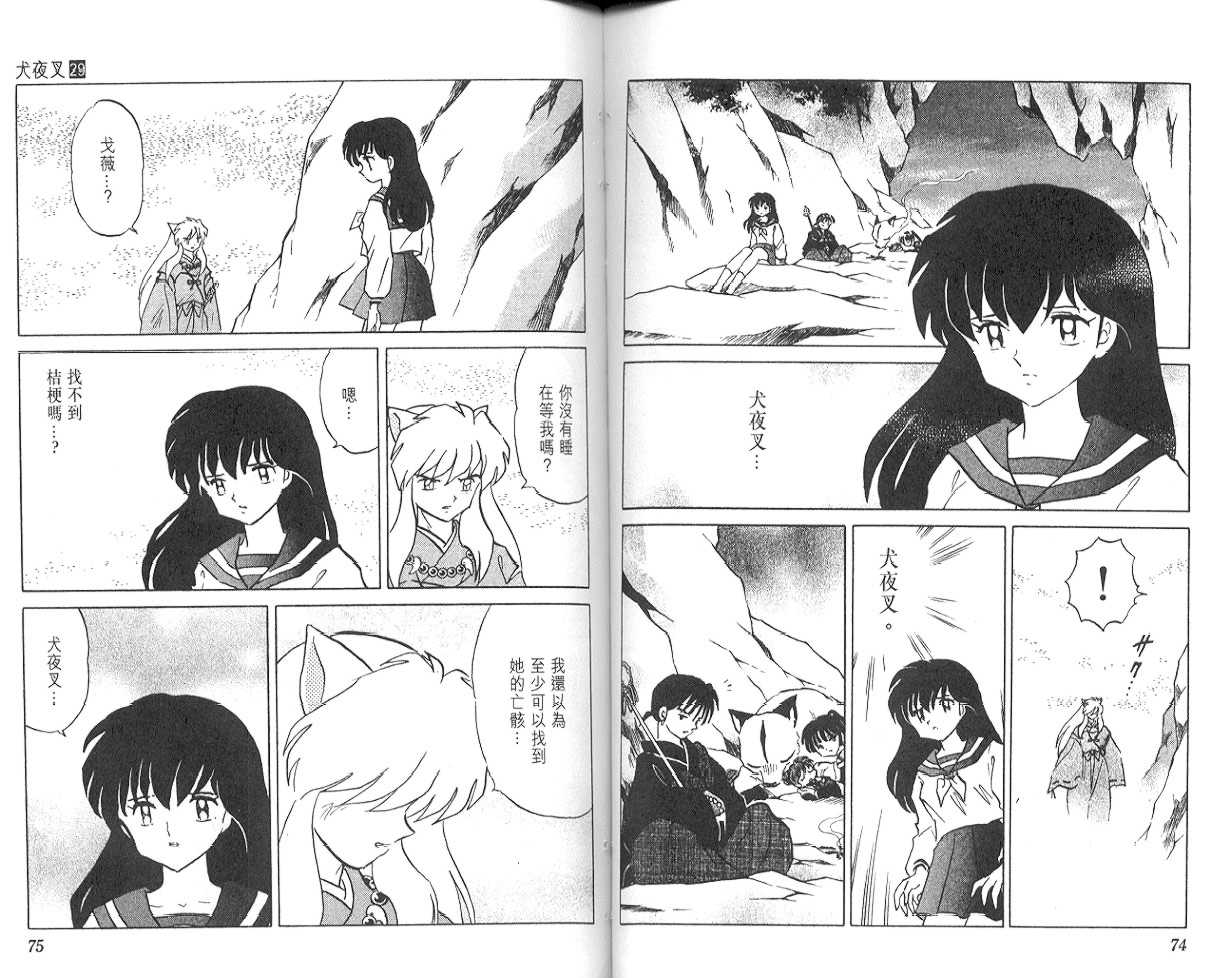 犬夜叉…
！
ザク…
犬夜叉。
74
犬夜叉 29
戈薇…？
你沒有睡
在等我嗎？
嗯…
找不到
桔梗嗎…？
我還以為
至少可以找到
她的亡骸…
犬夜叉…
75